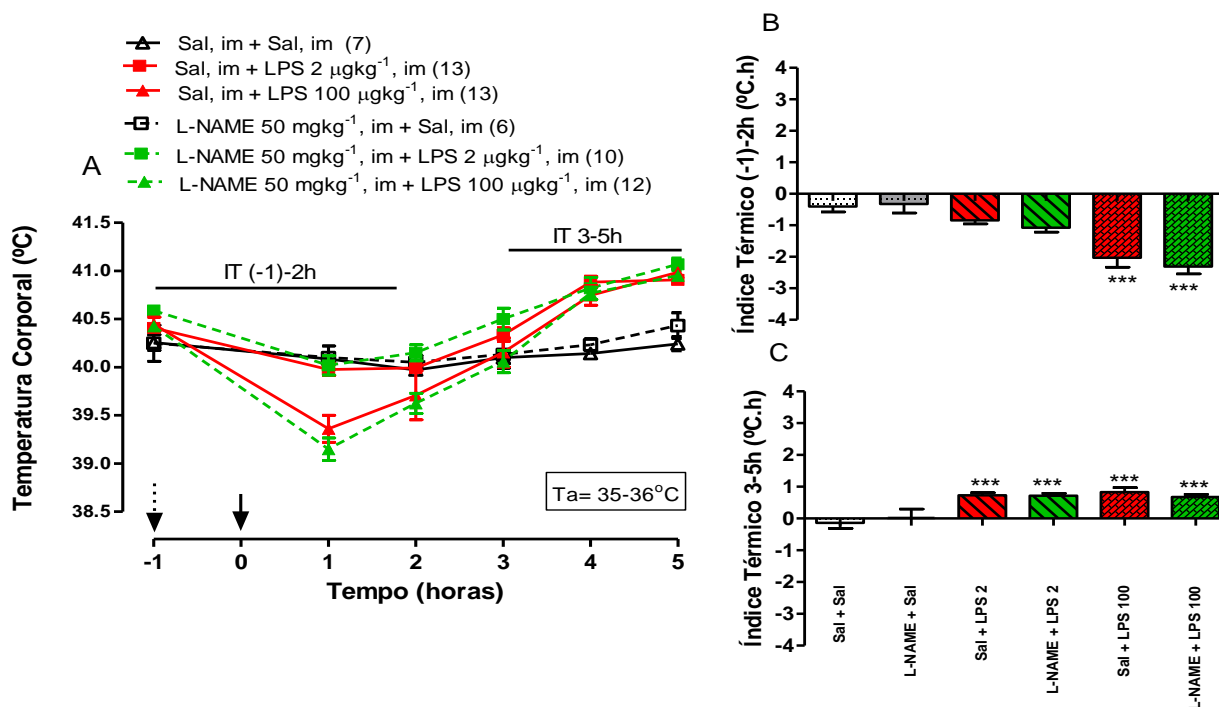 Sal, im + Sal, im (7)
Sal, im + LPS 2 µgkg-1, im (13)
Sal, im + LPS 100 µgkg-1, im (13)
L-NAME 50 mgkg-1, im + Sal, im (6)
L-NAME 50 mgkg-1, im + LPS 2 µgkg-1, im (10)
L-NAME 50 mgkg-1, im + LPS 100 µgkg-1, im (12)
A
Temperatura Corporal (ºC)
41.5
41.0
40.5
40.0
39.5
39.0
38.5
IT (-1)-2h
IT 3-5h
Ta= 35-36oC
-1 0 1 2 3 4 5
Tempo (horas)
B
Índice Térmico (-1)-2h (ºC.h)
4
3
2
1
0
-1
-2
-3
-4
*** ***
C
Índice Térmico 3-5h (ºC.h)
4
3
2
1
0
-1
-2
-3
-4
*** *** *** ***
Sal + Sal
L-NAME + Sal
Sal + LPS 2
L-NAME + LPS 2
Sal + LPS 100
L-NAME + LPS 100